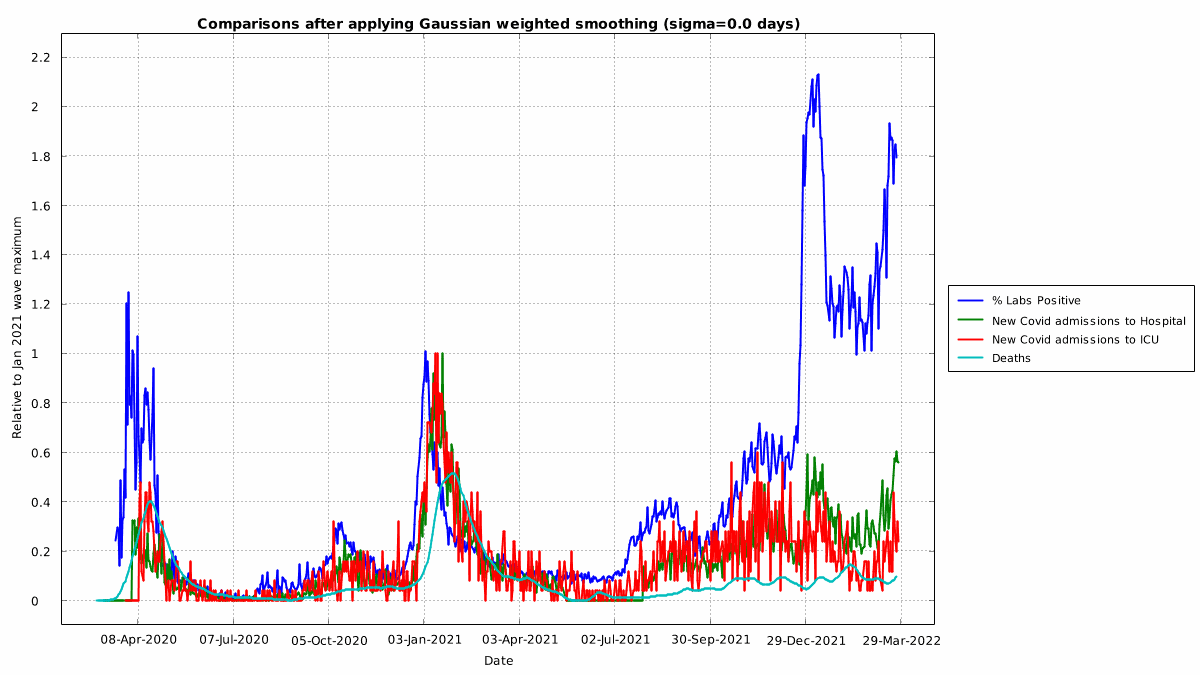 Comparisons after applying Gaussian weighted smoothing (sigma=0.0 days)
2.2
2
1.8
1.6
1.4
1.2
1
0.8
0.6
0.4
0.2
0
Relative to Jan 2021 wave maximum
08-Apr-2020 07-Jul-2020 05-Oct-2020 03-Jan-2021 03-Apr-2021 02-Jul-2021 30-Sep-2021 29-Dec-2021 29-Mar-2022
Date
% Labs Positive
New Covid admissions to Hospital
New Covid admissions to ICU
Deaths